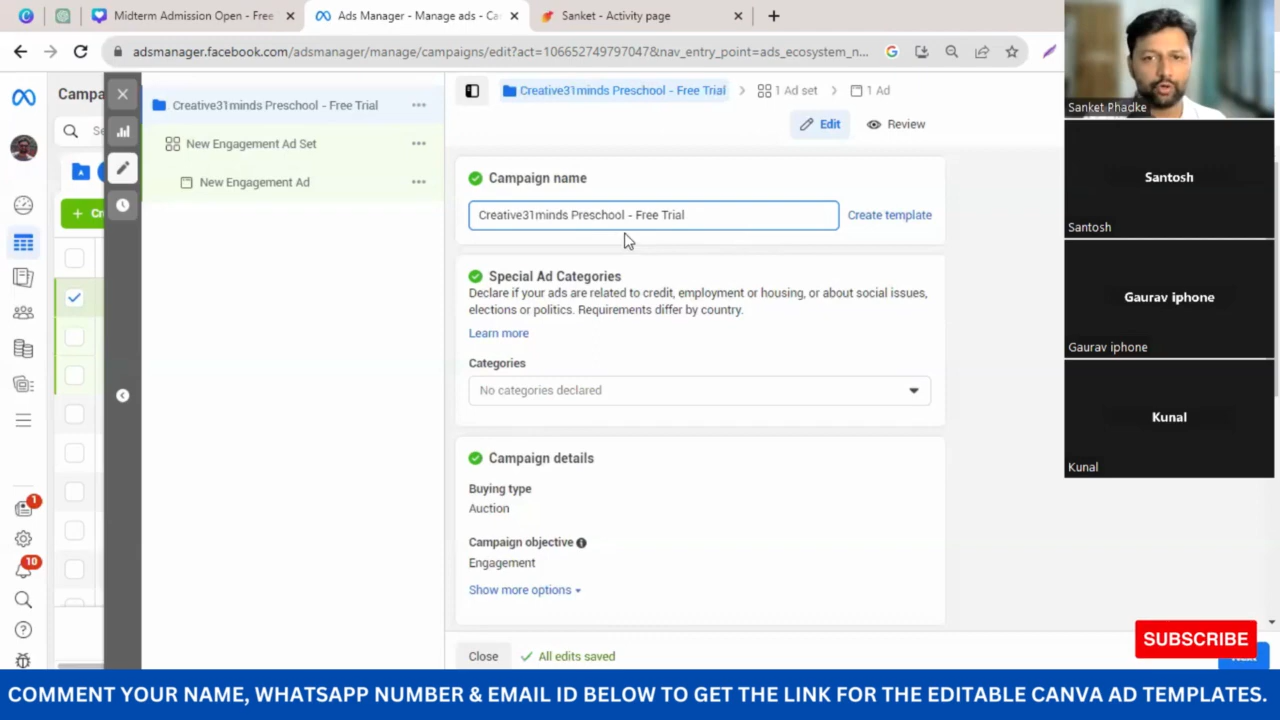 Midterm Admission Open - Free
Ads Manager - Manage ads - Ca
Sanket - Activity page
adsmanager.facebook.com/adsmanager/manage/campaigns/edit?act=106652749797047&nav_entry_point=ads_ecosystem_n...
Campa
Creative31minds Preschool - Free Trial
Creative31minds Preschool - Free Trial
1 Ad set
1 Ad
Edit
Review
New Engagement Ad Set
New Engagement Ad
Campaign name
Creative31minds Preschool - Free Trial
Create template
Special Ad Categories
Declare if your ads are related to credit, employment or housing, or about social issues,
elections or politics. Requirements differ by country.
Learn more
Categories
No categories declared
Campaign details
Buying type
Auction
Campaign objective
Engagement
Show more options
Close
All edits saved
1
10
Sanket Phadke
Santosh
Santosh
Gaurav iphone
Gaurav iphone
Kunal
Kunal
SUBSCRIBE
COMMENT YOUR NAME, WHATSAPP NUMBER & EMAIL ID BELOW TO GET THE LINK FOR THE EDITABLE CANVA AD TEMPLATES.